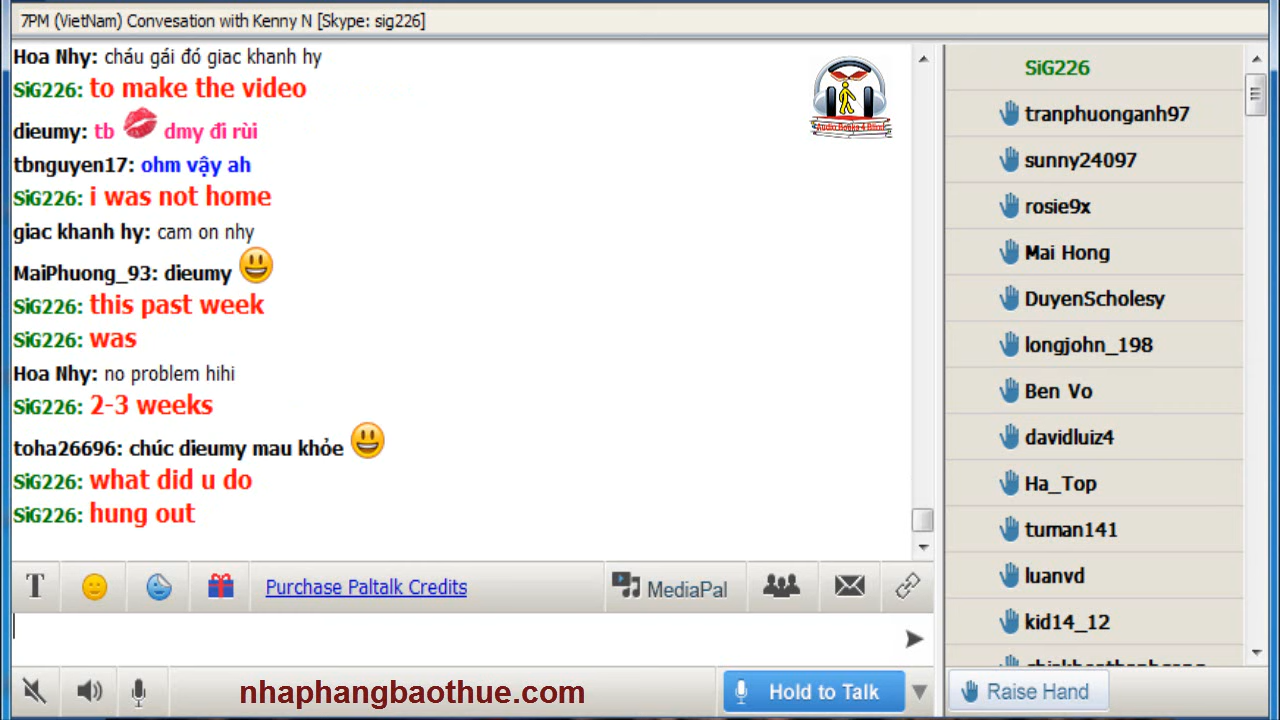 7PM (VietNam) Convesation with Kenny N [Skype: sig226]
Hoa Nhy: cháu gái đó giac khanh hy
SiG226: to make the video
dieumy: tb dmy đi rùi
tbnguyen17: ohm vậy ah
SiG226: i was not home
giac khanh hy: cam on nhy
MaiPhuong_93: dieumy
SiG226: this past week
SiG226: was
Hoa Nhy: no problem hihi
SiG226: 2-3 weeks
toha26696: chúc dieumy mau khỏe
SiG226: what did u do
SiG226: hung out
T
Purchase Paltalk Credits
MediaPal
nhaphangbaothue.com
Hold to Talk
SiG226
tranphuonganh97
sunny24097
rosie9x
Mai Hong
DuyenScholesy
longjohn_198
Ben Vo
davidluiz4
Ha_Top
tuman141
luanvd
kid14_12
Raise Hand